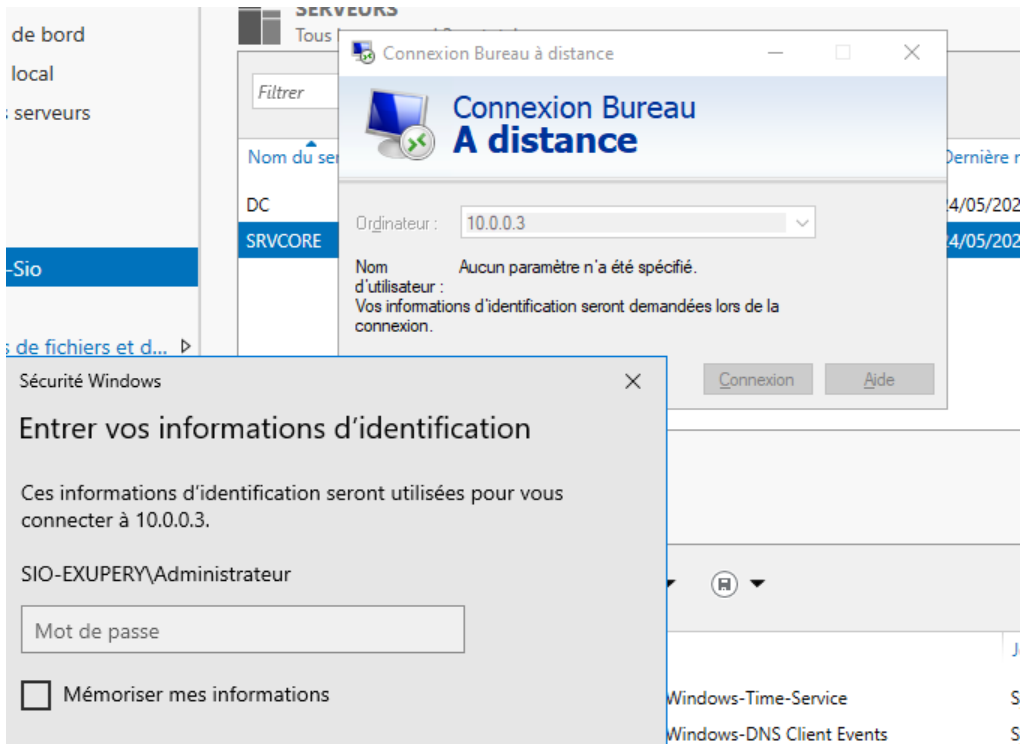 SERVEURS
de bord
Tous
Connexion Bureau à distance
local
Connexion Bureau
A distance
Filtrer
serveurs
Nom du ser
Dernière
DC
4/05/202
Ordinateur :
10.0.0.3
SRVCORE
4/05/202
-Sio
Nom
d'utilisateur :
Aucun paramètre n'a été spécifié.
Vos informations d'identification seront demandées lors de la
connexion.
s de fichiers et d...
Connexion
Aide
Sécurité Windows
Entrer vos informations d'identification
Ces informations d'identification seront utilisées pour vous
connecter à 10.0.0.3.
SIO-EXUPERY\Administrateur
Mot de passe
Mémoriser mes informations
Windows-Time-Service
S
Windows-DNS Client Events
S